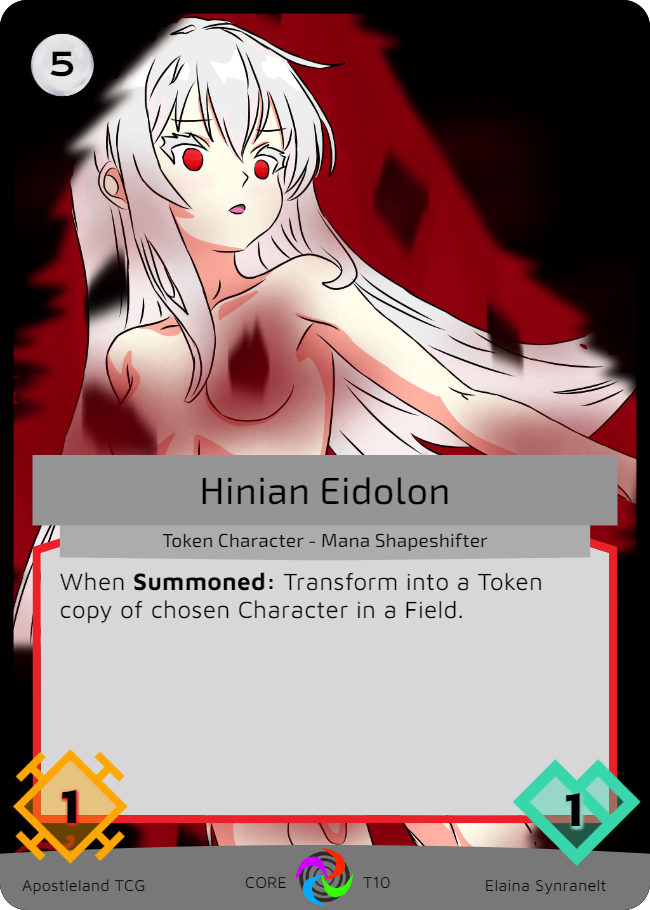 5
Hinian Eidolon
Token Character - Mana Shapeshifter
When Summoned: Transform into a Token
copy of chosen Character in a Field.
1
1
Apostleland TCG
CORE T10
Elaina Synranelt